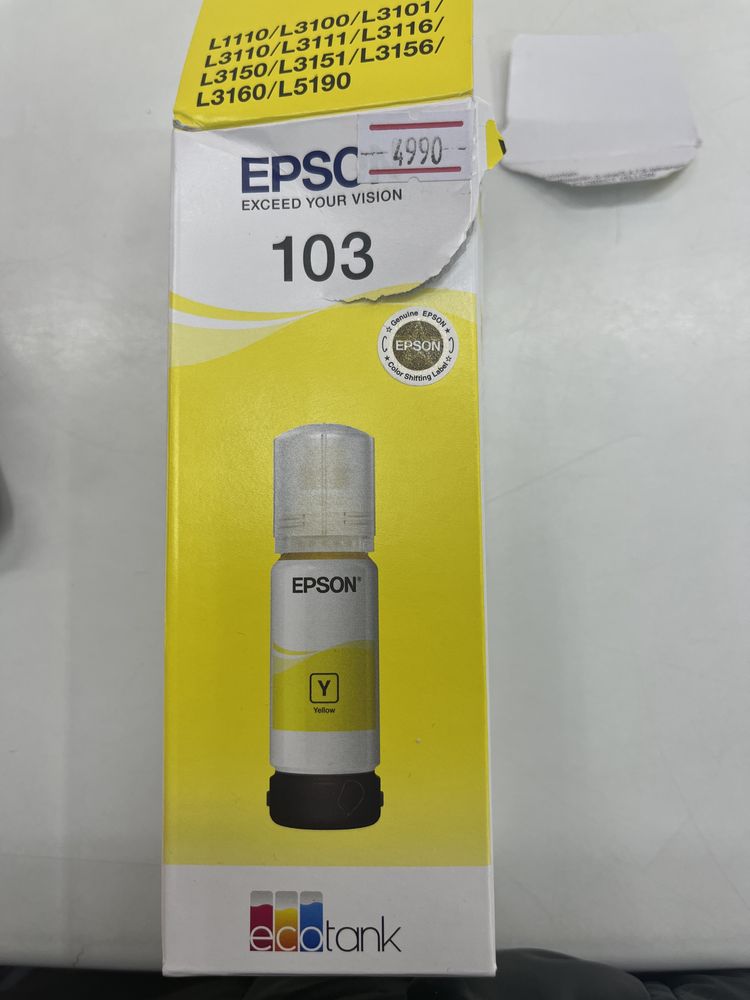 L1110/L3100/L3101/
L3110/L3111/L3116/
L3150/L3151/L3156/
L3160/L5190
4990
EPSO
EXCEED YOUR VISION
103
Genuine EPSON
EPSON
Color Shifting Label
EPSON
Y
Yellow
ecotank